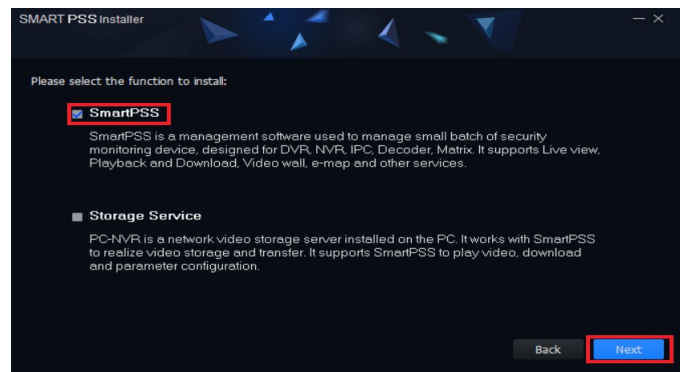 SMART PSS Installer
Please select the function to install:
SmartPSS
SmartPSS is a management software used to manage small batch of security
monitoring device, designed for DVR, NVR, IPC, Decoder, Matrix. It supports Live view,
Playback and Download, Video wall, e-map and other services.
Storage Service
PC-NVR is a network video storage server installed on the PC. It works with SmartPSS
to realize video storage and transfer. It supports SmartPSS to play video, download
and parameter configuration.
Back Next